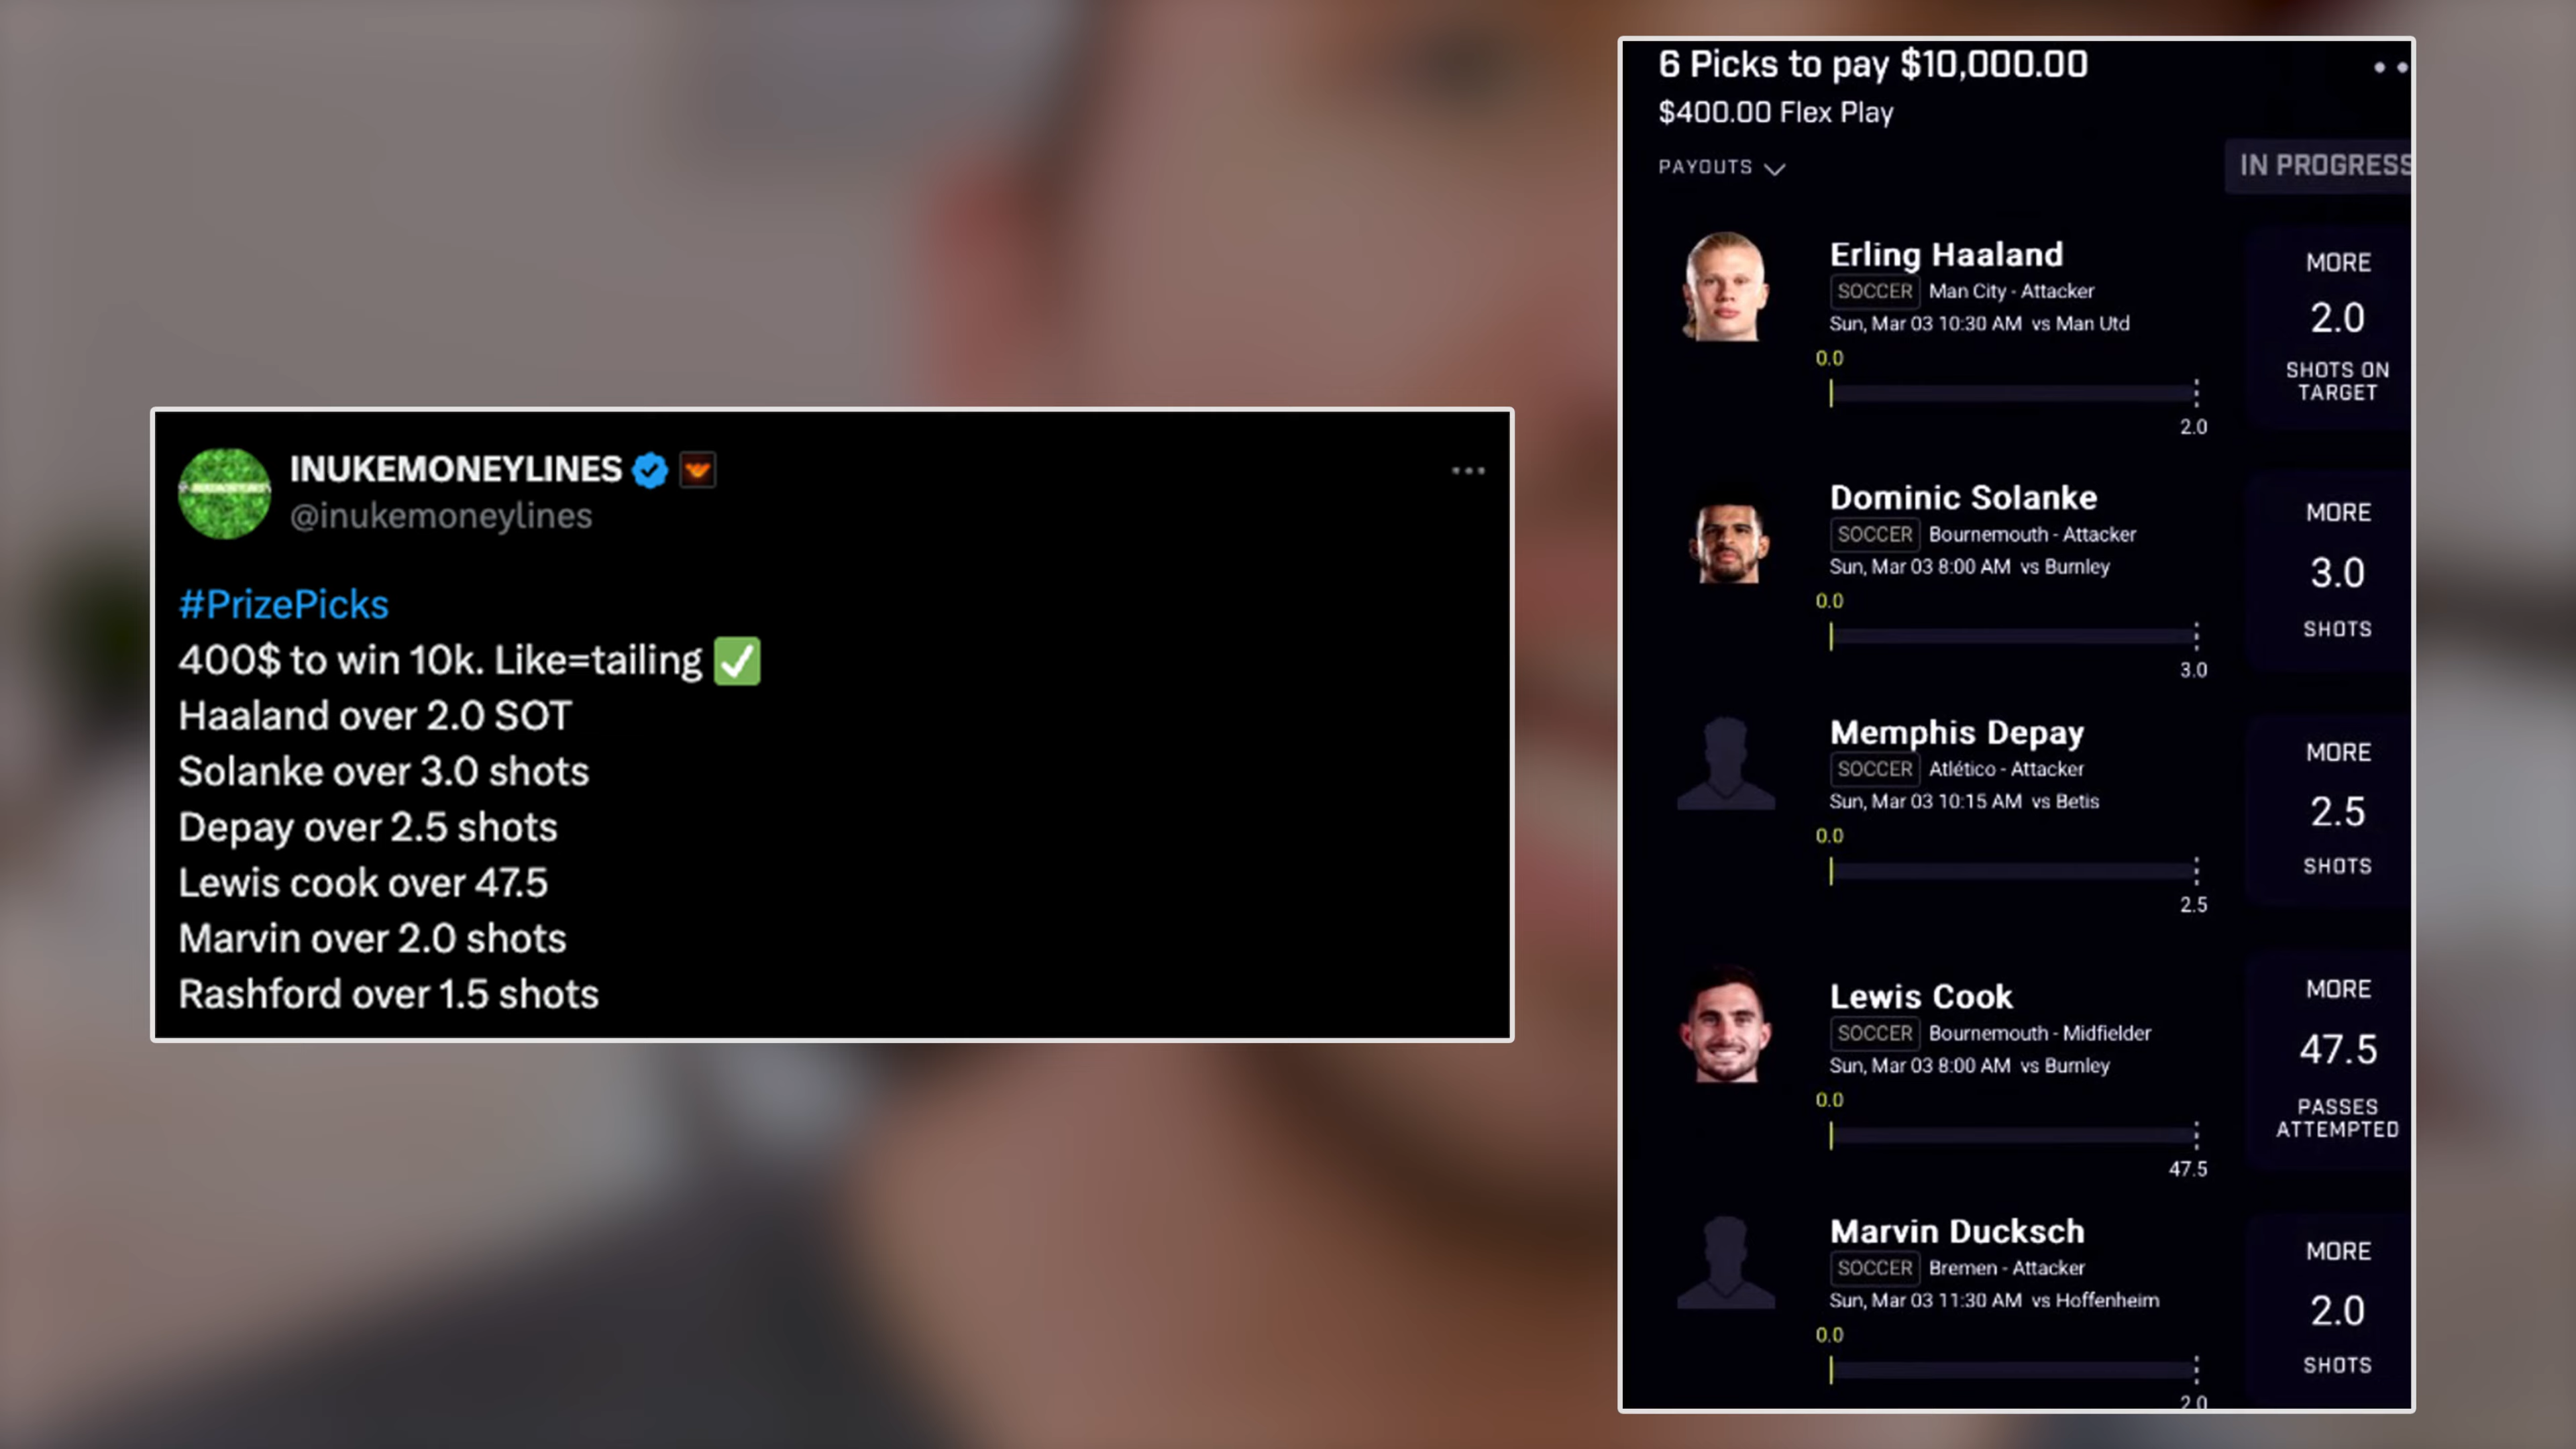 INUKEMONEYLINES
@inukemoneylines
#PrizePicks
400$ to win 10k. Like=tailing ✅
Haaland over 2.0 SOT
Solanke over 3.0 shots
Depay over 2.5 shots
Lewis cook over 47.5
Marvin over 2.0 shots
Rashford over 1.5 shots
6 Picks to pay $10,000.00
$400.00 Flex Play
PAYOUTS
IN PROGRESS
Erling Haaland
SOCCER Man City - Attacker
Sun, Mar 03 10:30 AM vs Man Utd
0.0
2.0
MORE
2.0
SHOTS ON
TARGET
Dominic Solanke
SOCCER Bournemouth - Attacker
Sun, Mar 03 8:00 AM vs Burnley
0.0
3.0
MORE
3.0
SHOTS
Memphis Depay
SOCCER Atlético - Attacker
Sun, Mar 03 10:15 AM vs Betis
0.0
2.5
MORE
2.5
SHOTS
Lewis Cook
SOCCER Bournemouth - Midfielder
Sun, Mar 03 8:00 AM vs Burnley
0.0
47.5
MORE
47.5
PASSES
ATTEMPTED
Marvin Ducksch
SOCCER Bremen - Attacker
Sun, Mar 03 11:30 AM vs Hoffenheim
0.0
2.0
MORE
2.0
SHOTS